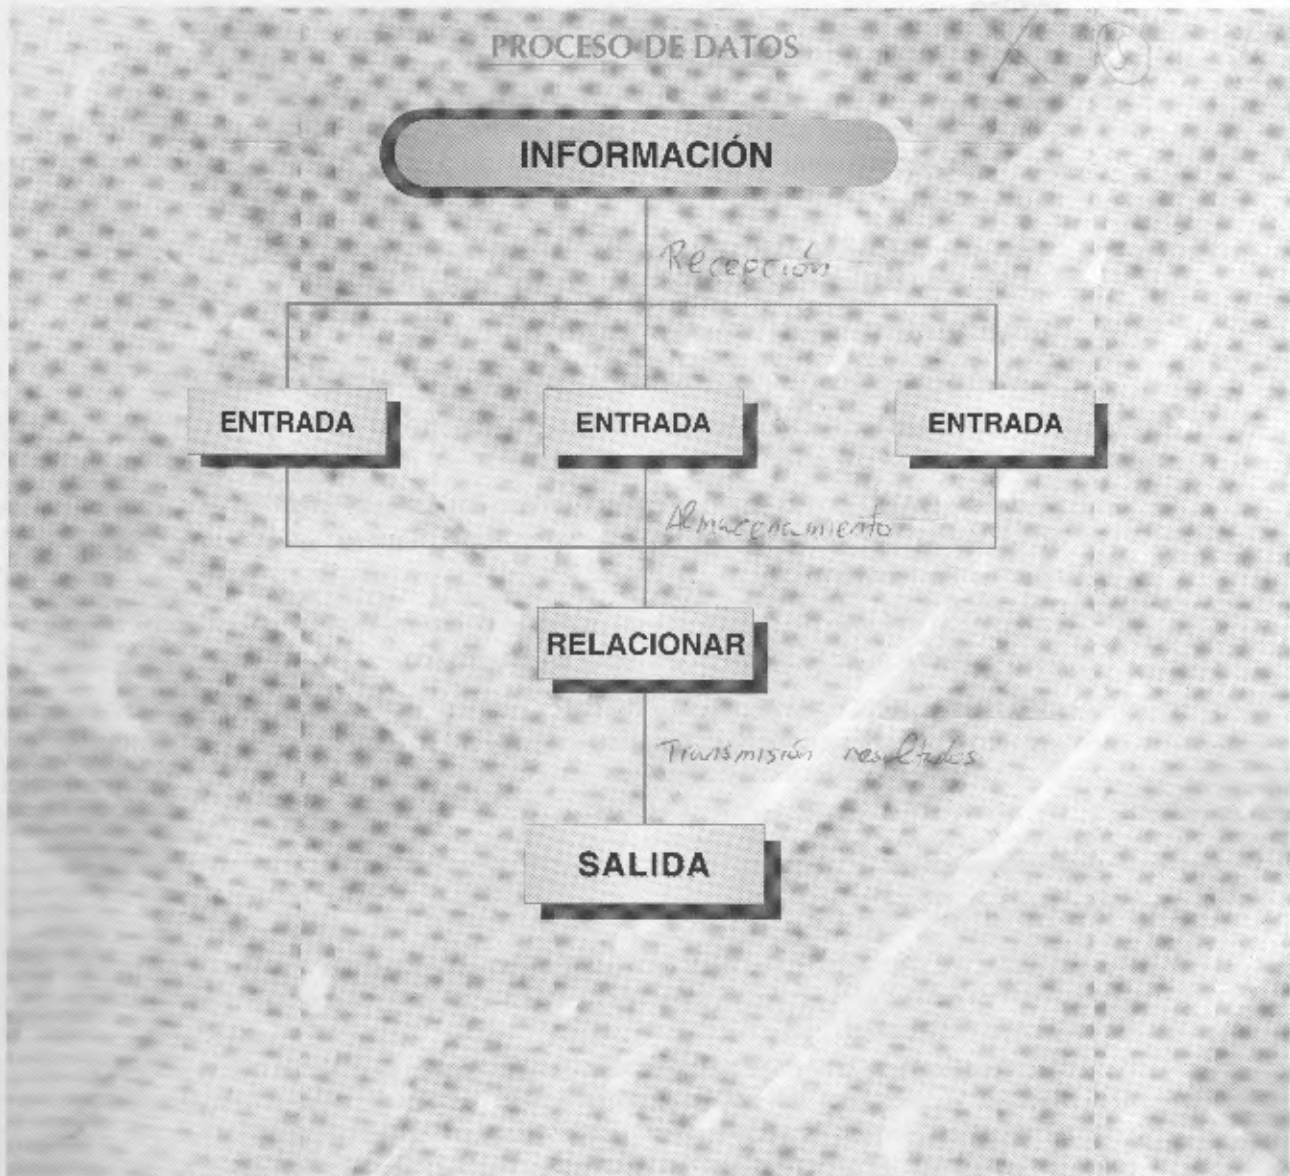 PROCESO DE DATOS
INFORMACIÓN
Recepción
ENTRADA ENTRADA ENTRADA
Almacenamiento
RELACIONAR
Transmisión resultados
SALIDA